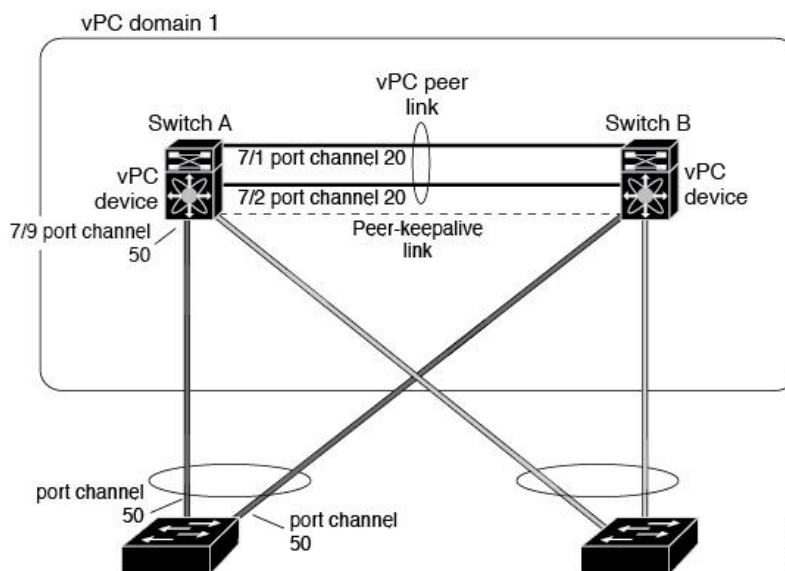 vPC domain 1
vPC peer
link
Switch A
Switch B
7/1 port channel 20
vPC
device
vPC
device
7/2 port channel 20
7/9 port channel
50
Peer-keepalive
link
port channel
50
port channel
50